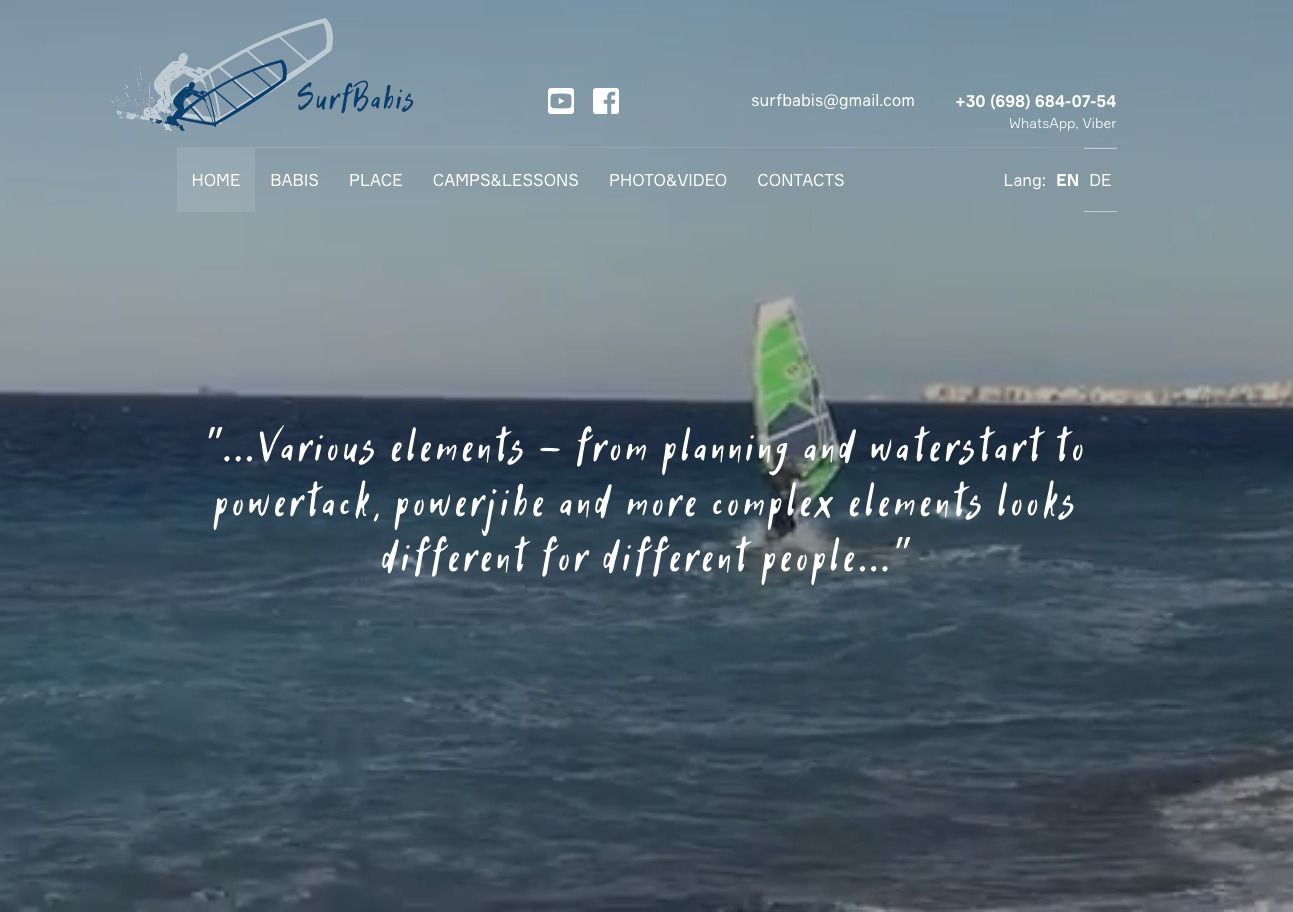 SurfBabis
surfbabis@gmail.com
+30 (698) 684-07-54
WhatsApp, Viber
HOME BABIS PLACE CAMPS&LESSONS PHOTO&VIDEO CONTACTS Lang: EN DE
"...Various elements – from planning and waterstart to
powertack, powerjibe and more complex elements looks
different for different people..."